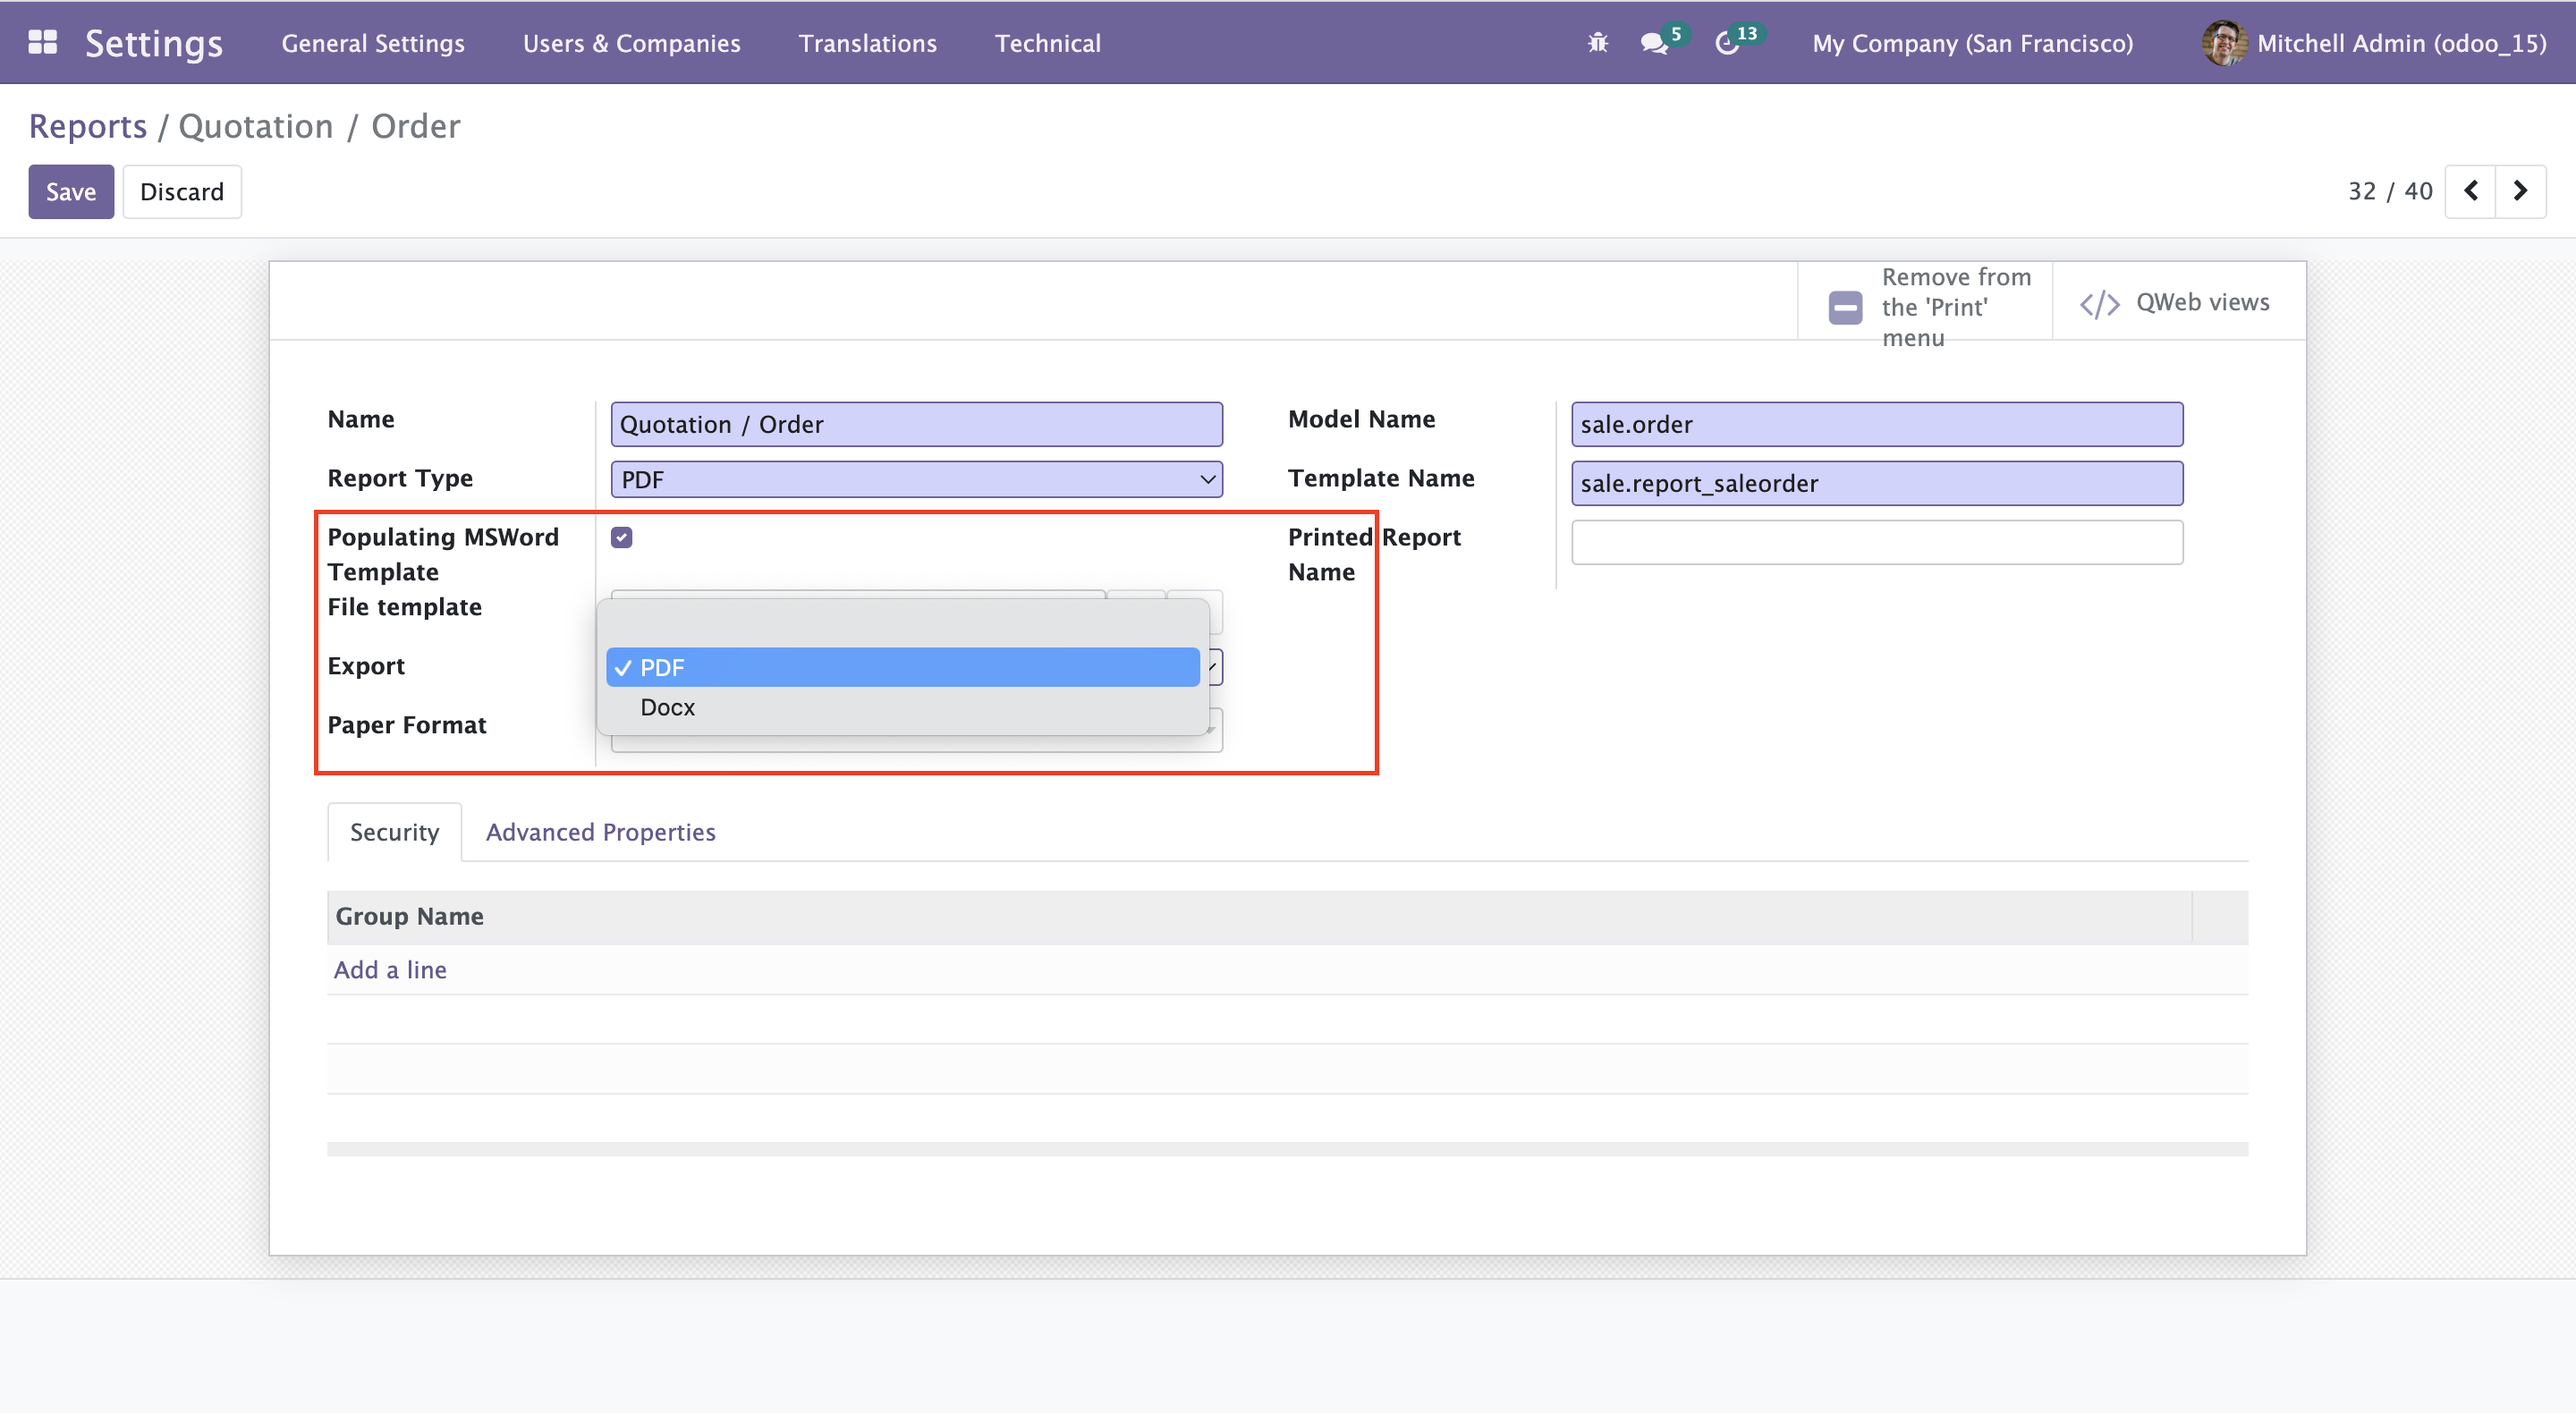 Settings General Settings Users & Companies Translations Technical 5 13 My Company (San Francisco) Mitchell Admin (odoo_15)
Reports / Quotation / Order
Save Discard 32 / 40
Remove from
the 'Print'
menu
QWeb views
Name Quotation / Order Model Name sale.order
Report Type PDF Template Name sale.report_saleorder
Populating MSWord
Template
Printed Report
Name
File template
Export PDF
Docx
Paper Format
Security Advanced Properties
Group Name
Add a line